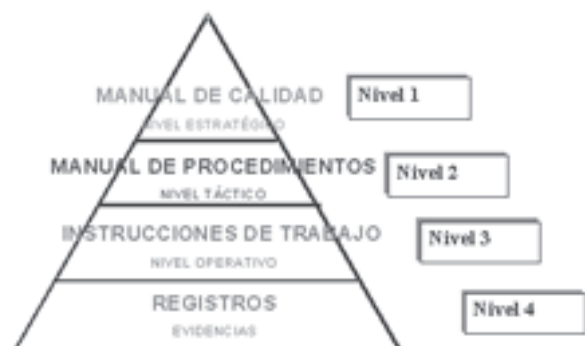 MANUAL DE CALIDAD
NIVEL ESTRATÉGICO
Nivel 1
MANUAL DE PROCEDIMIENTOS
NIVEL TÁCTICO
Nivel 2
INSTRUCCIONES DE TRABAJO
NIVEL OPERATIVO
Nivel 3
REGISTROS
EVIDENCIAS
Nivel 4